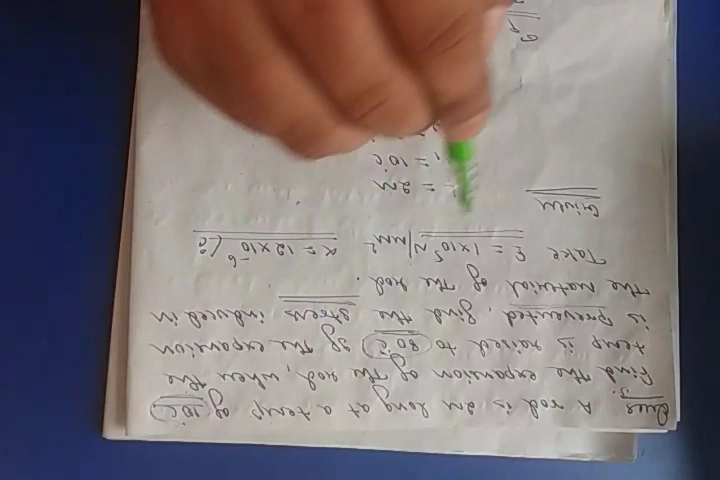 Ques A rod is 2m long at a temp of 10°C
find the expansion of the rod, when the
temp is raised to 80°C If the expansion
is prevented. find the stress induced in
the material of the rod.
Take E = 1×10⁵ N/mm² α = 12×10⁻⁶/°C
Given
= 2m
= 10°C